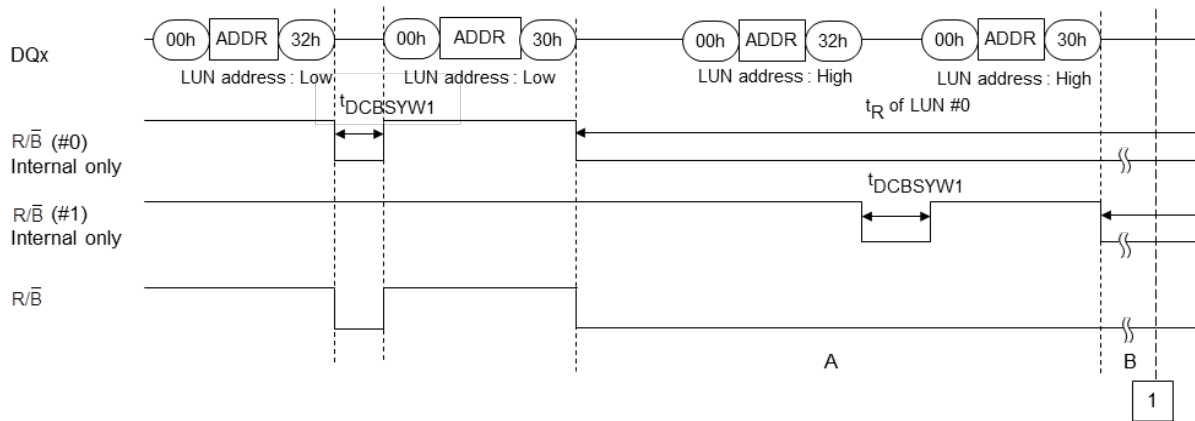 DQx 00h ADDR 32h 00h ADDR 30h 00h ADDR 32h 00h ADDR 30h
LUN address : Low LUN address : Low LUN address : High LUN address : High
tDCBSYW1 tR of LUN #0
R/B̅ (#0)
Internal only
tDCBSYW1
R/B̅ (#1)
Internal only
R/B̅
A B
1